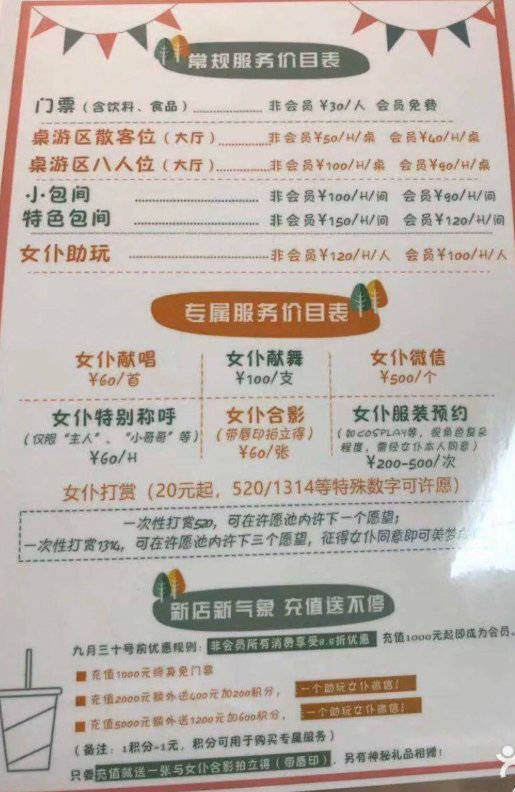 常规服务价目表
门票（含饮料、食品）............ 非会员 ¥30/人 会员免费
桌游区散客位（大厅）......... 非会员¥50/H/桌 会员¥40/H/桌
桌游区八人位（大厅）......... 非会员¥100/H/桌 会员¥90/H/桌
小包间 ..................... 非会员¥100/H/间 会员¥90/H/间
特色包间 ..................... 非会员¥150/H/间 会员¥120/H/间
女仆助玩 ..................... 非会员¥120/H/人 会员¥100/H/人
专属服务价目表
女仆献唱 女仆献舞 女仆微信
¥60/首 ¥100/支 ¥500/个
女仆特别称呼 女仆合影 女仆服装预约
（仅限“主人”、“小哥哥”等） （带唇印拍立得） （如COSPLAY等，视角色复杂
程度，需经女仆本人同意）
¥60/H ¥60/张 ¥200-500/次
女仆打赏（20元起，520/1314等特殊数字可许愿）
一次性打赏520，可在许愿池内许下一个愿望；
一次性打赏1314，可在许愿池内许下三个愿望，征得女仆同意即可美梦
新店新气象 充值送不停
九月三十号前优惠规则：非会员所有消费享受8.8折优惠 充值1000元起即成为会员。
充值1000元终身免门票
充值2000元额外送400元加200积分， 一个助玩女仆微信！
充值5000元额外送1200元加600积分， 一个助玩女仆微信！
（备注：1积分=1元，积分可用于购买专属服务）
只要充值就送一张与女仆合影拍立得（带唇印），另有神秘礼品相赠！